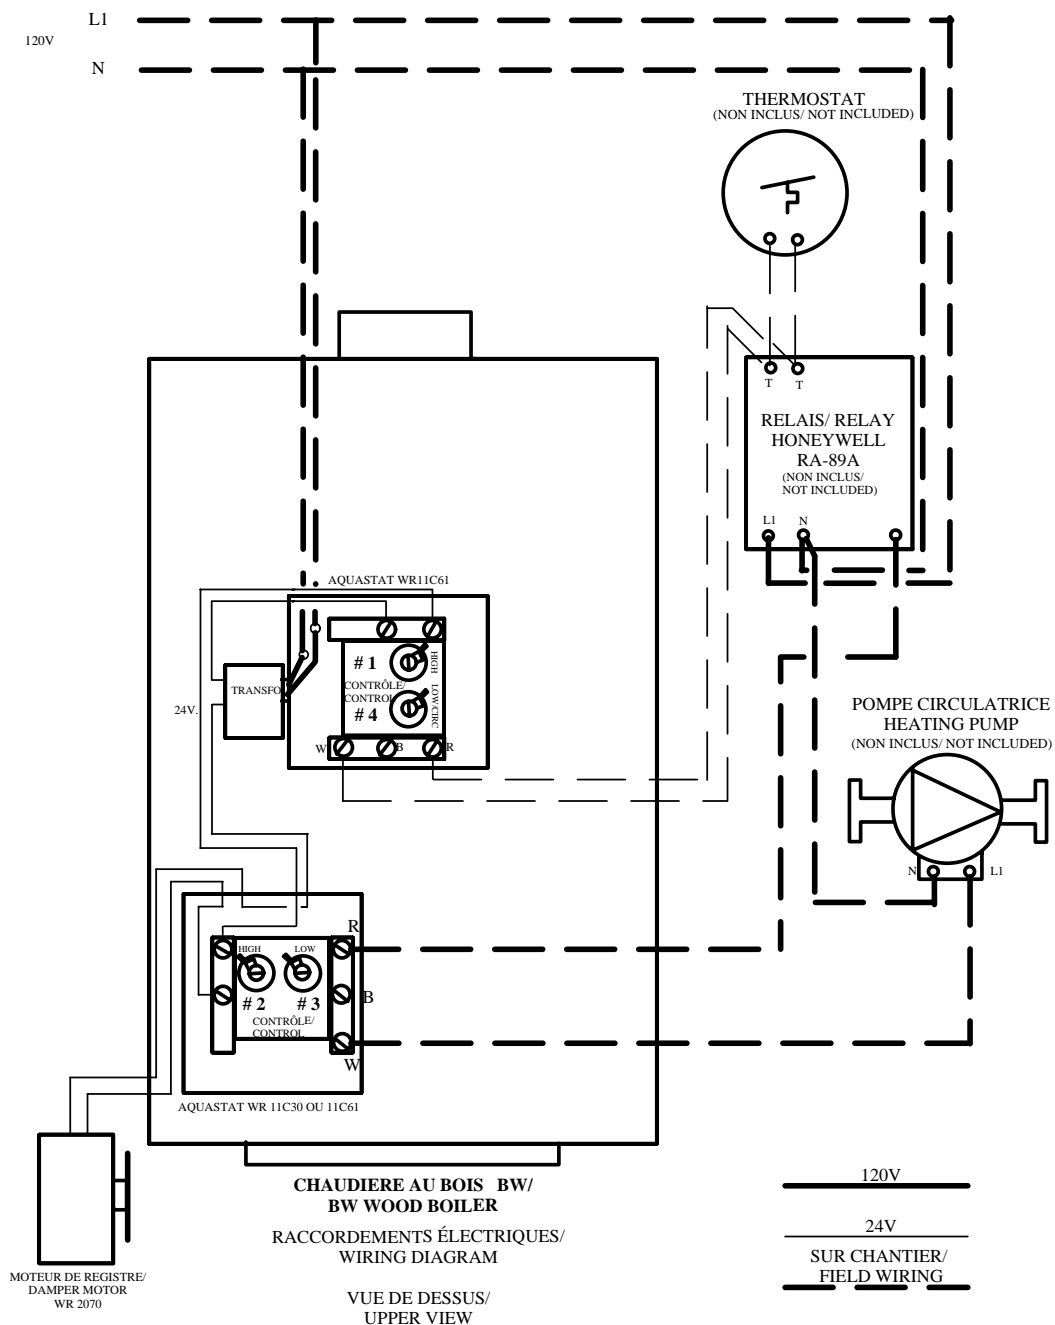 L1
120V
N
THERMOSTAT
(NON INCLUS/ NOT INCLUDED)
T T
RELAIS/ RELAY
HONEYWELL
RA-89A
(NON INCLUS/
NOT INCLUDED)
L1 N
AQUASTAT WR11C61
# 1
HIGH
TRANSFO
CONTRÔLE/
CONTROL
LOW/CIRC
24V.
# 4
W B R
POMPE CIRCULATRICE
HEATING PUMP
(NON INCLUS/ NOT INCLUDED)
N L1
R
HIGH LOW
B
# 2 # 3
CONTRÔLE/
CONTROL
W
AQUASTAT WR 11C30 OU 11C61
CHAUDIERE AU BOIS BW/
BW WOOD BOILER
RACCORDEMENTS ÉLECTRIQUES/
WIRING DIAGRAM
VUE DE DESSUS/
UPPER VIEW
MOTEUR DE REGISTRE/
DAMPER MOTOR
WR 2070
120V
24V
SUR CHANTIER/
FIELD WIRING